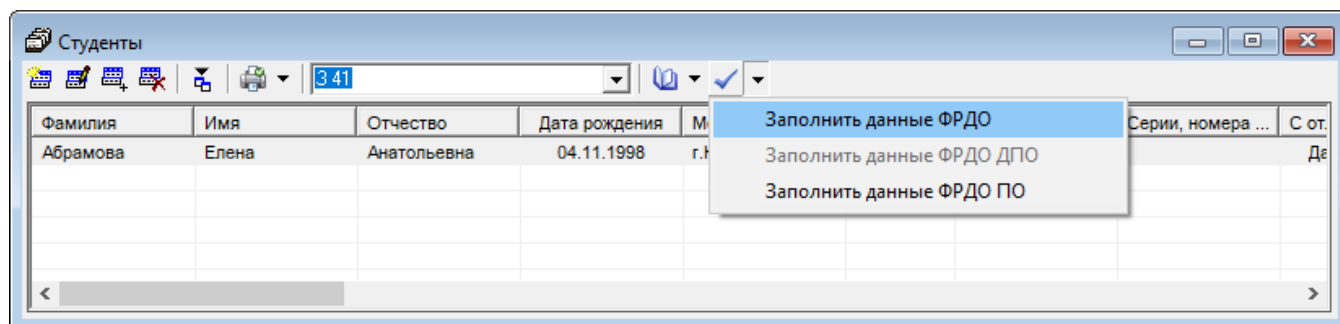 Студенты
3 41
Фамилия Имя Отчество Дата рождения Серии, номера ... С от.
Заполнить данные ФРДО
Абрамова Елена Анатольевна 04.11.1998 Да
Заполнить данные ФРДО ДПО
Заполнить данные ФРДО ПО